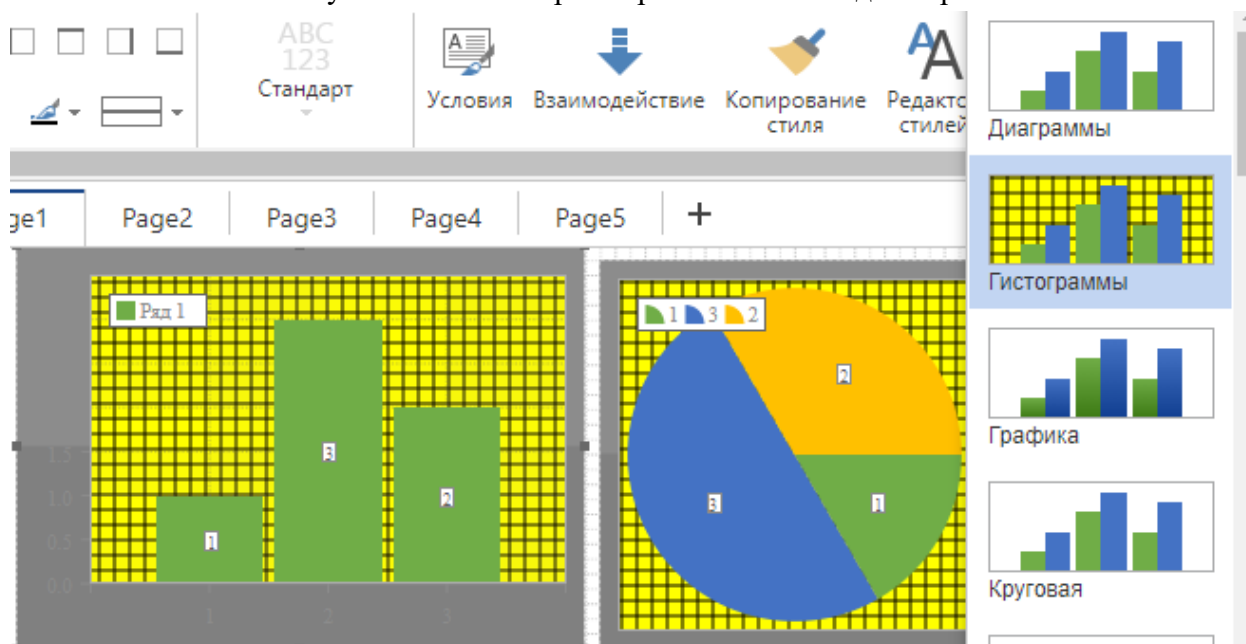 ABC
123
Стандарт
Условия
Взаимодействие
Копирование
стиля
Редакто
стилей
ge1
Page2
Page3
Page4
Page5
+
Ряд 1
1.5
1.0
0.5
0.0
1
3
2
1
2
3
1 3 2
2
3
1
Диаграммы
Гистограммы
Графика
Круговая